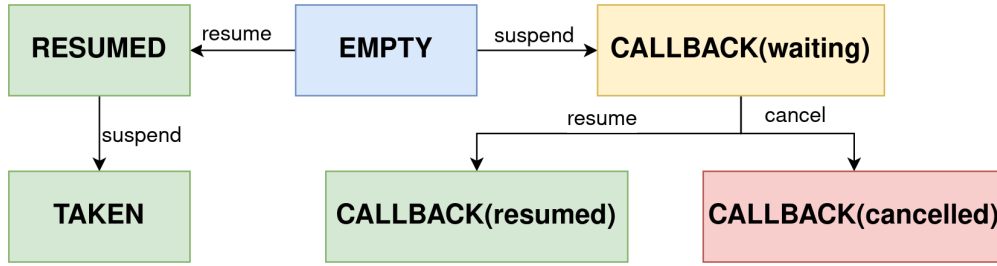 RESUMED
resume
EMPTY
suspend
CALLBACK(waiting)
suspend
resume
cancel
TAKEN
CALLBACK(resumed)
CALLBACK(cancelled)